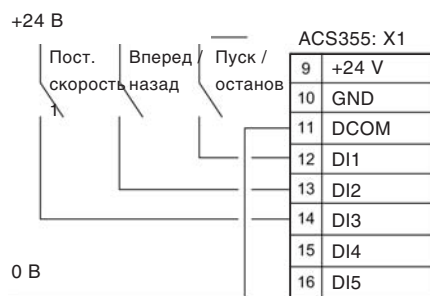 +24 В
ACS355: X1
Пост.
скорость
1
Вперед /
назад
Пуск /
останов
9 +24 V
10 GND
11 DCOM
12 DI1
13 DI2
14 DI3
15 DI4
16 DI5
0 В